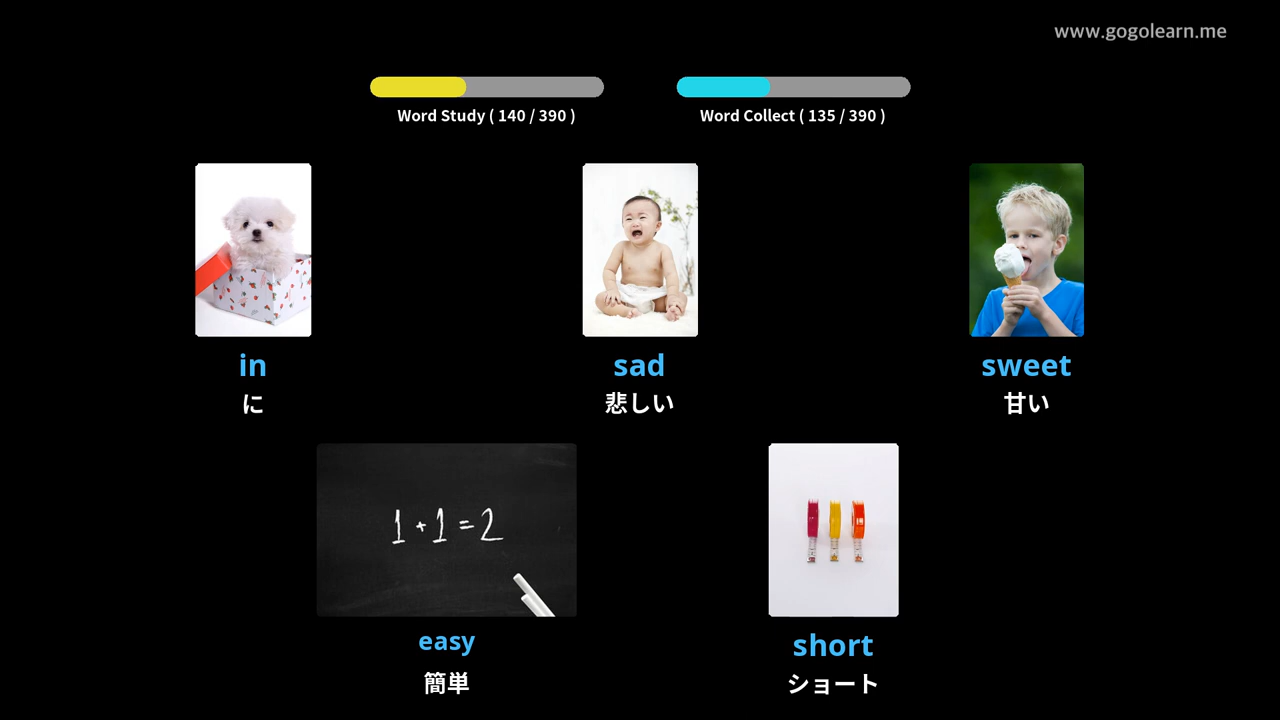 www.gogolearn.me
Word Study ( 140 / 390 )
Word Collect ( 135 / 390 )
in
に
sad
悲しい
sweet
甘い
1 + 1 = 2
easy
簡単
short
ショート